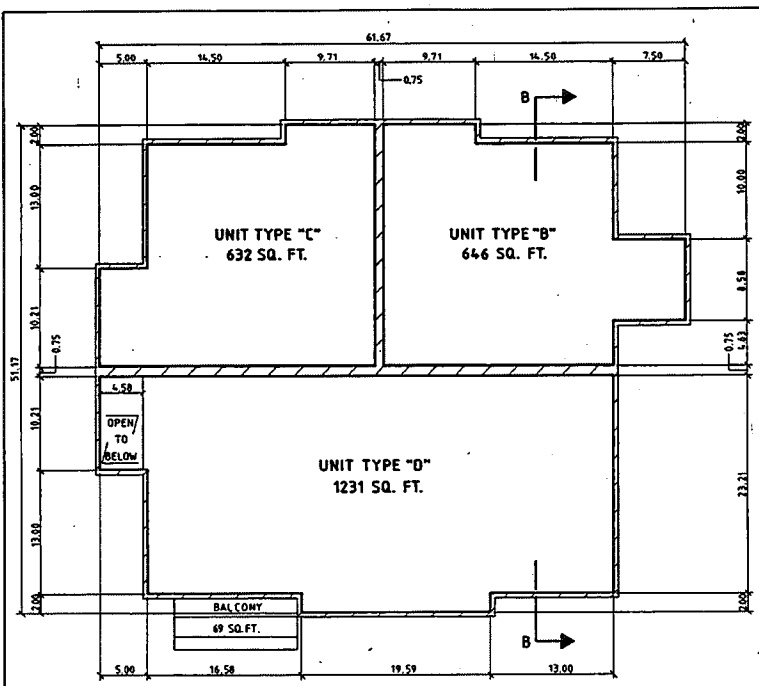 61.67
5.00 14.50 9.71 9.71 14.50 7.50
0.75
B
2.00 2.00
13.00 10.00
UNIT TYPE "C" UNIT TYPE "B"
632 SQ. FT. 646 SQ. FT.
8.58
10.21
0.75 0.75 4.63
51.17
4.58
10.21
OPEN
TO
BELOW
UNIT TYPE "D"
1231 SQ. FT.
23.21
13.00
2.00 2.00
BALCONY
69 SQ.FT.
B
5.00 16.58 19.59 13.00